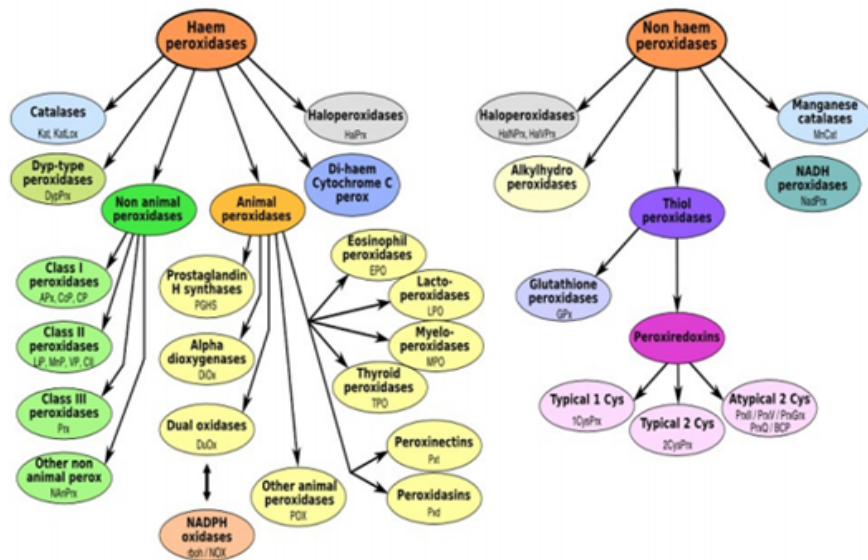 Haem
peroxidases
Catalases
Kat, KatLox
Haloperoxidases
HalPrx
Dyp-type
peroxidases
DypPrx
Di-haem
Cytochrome C
perox
Non animal
peroxidases
Animal
peroxidases
Class I
peroxidases
APx, CcP, CP
Class II
peroxidases
LiP, MnP, VP, CII
Class III
peroxidases
Prx
Other non
animal perox
NAnPrx
Prostaglandin
H synthases
PGHS
Alpha
dioxygenases
DiOx
Dual oxidases
DuOx
NADPH
oxidases
rboh / NOX
Other animal
peroxidases
POX
Eosinophil
peroxidases
EPO
Lacto-
peroxidases
LPO
Myelo-
peroxidases
MPO
Thyroid
peroxidases
TPO
Peroxinectins
Pxt
Peroxidasins
Pxd
Non haem
peroxidases
Haloperoxidases
HalNPrx, HalVPrx
Manganese
catalases
MnCat
Alkylhydro
peroxidases
NADH
peroxidases
NadPrx
Thiol
peroxidases
Glutathione
peroxidases
GPx
Peroxiredoxins
Typical 1 Cys
1CysPrx
Typical 2 Cys
2CysPrx
Atypical 2 Cys
PrxII / PrxV / PrxGrx
PrxQ / BCP